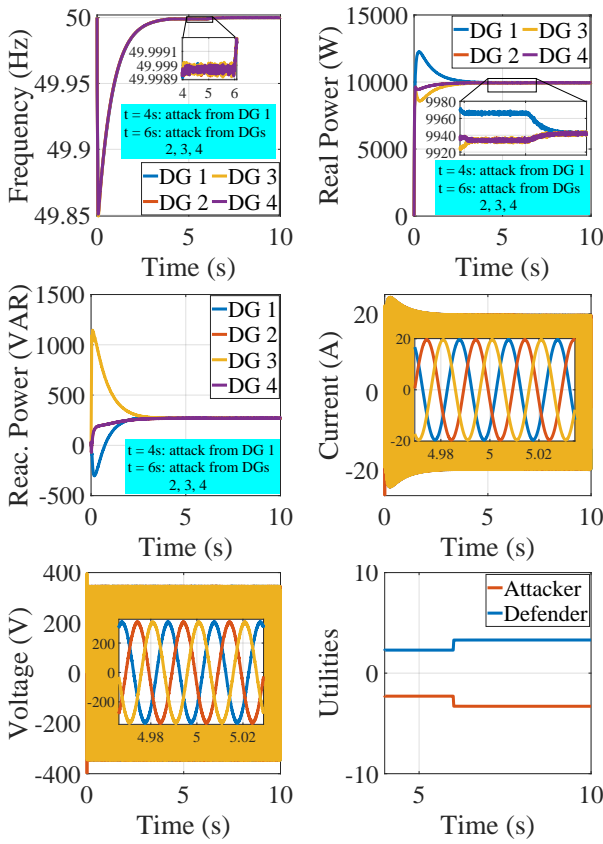 Frequency (Hz)
50
49.95
49.9
49.85
49.9991
49.999
49.9989
4 5 6
t = 4s: attack from DG 1
t = 6s: attack from DGs
2, 3, 4
DG 1 DG 3
DG 2 DG 4
0 5 10
Time (s)
Real Power (W)
15000
10000
5000
0
DG 1 DG 3
DG 2 DG 4
9980
9960
9940
9920
t = 4s: attack from DG 1
t = 6s: attack from DGs
2, 3, 4
0 5 10
Time (s)
Reac. Power (VAR)
1500
1000
500
0
-500
DG 1
DG 2
DG 3
DG 4
t = 4s: attack from DG 1
t = 6s: attack from DGs
2, 3, 4
0 5 10
Time (s)
Current (A)
20
0
-20
20
0
-20
4.98 5 5.02
0 5 10
Time (s)
Voltage (V)
400
200
0
-200
-400
200
0
-200
4.98 5 5.02
0 5 10
Time (s)
Utilities
10
0
-10
Attacker
Defender
5 10
Time (s)